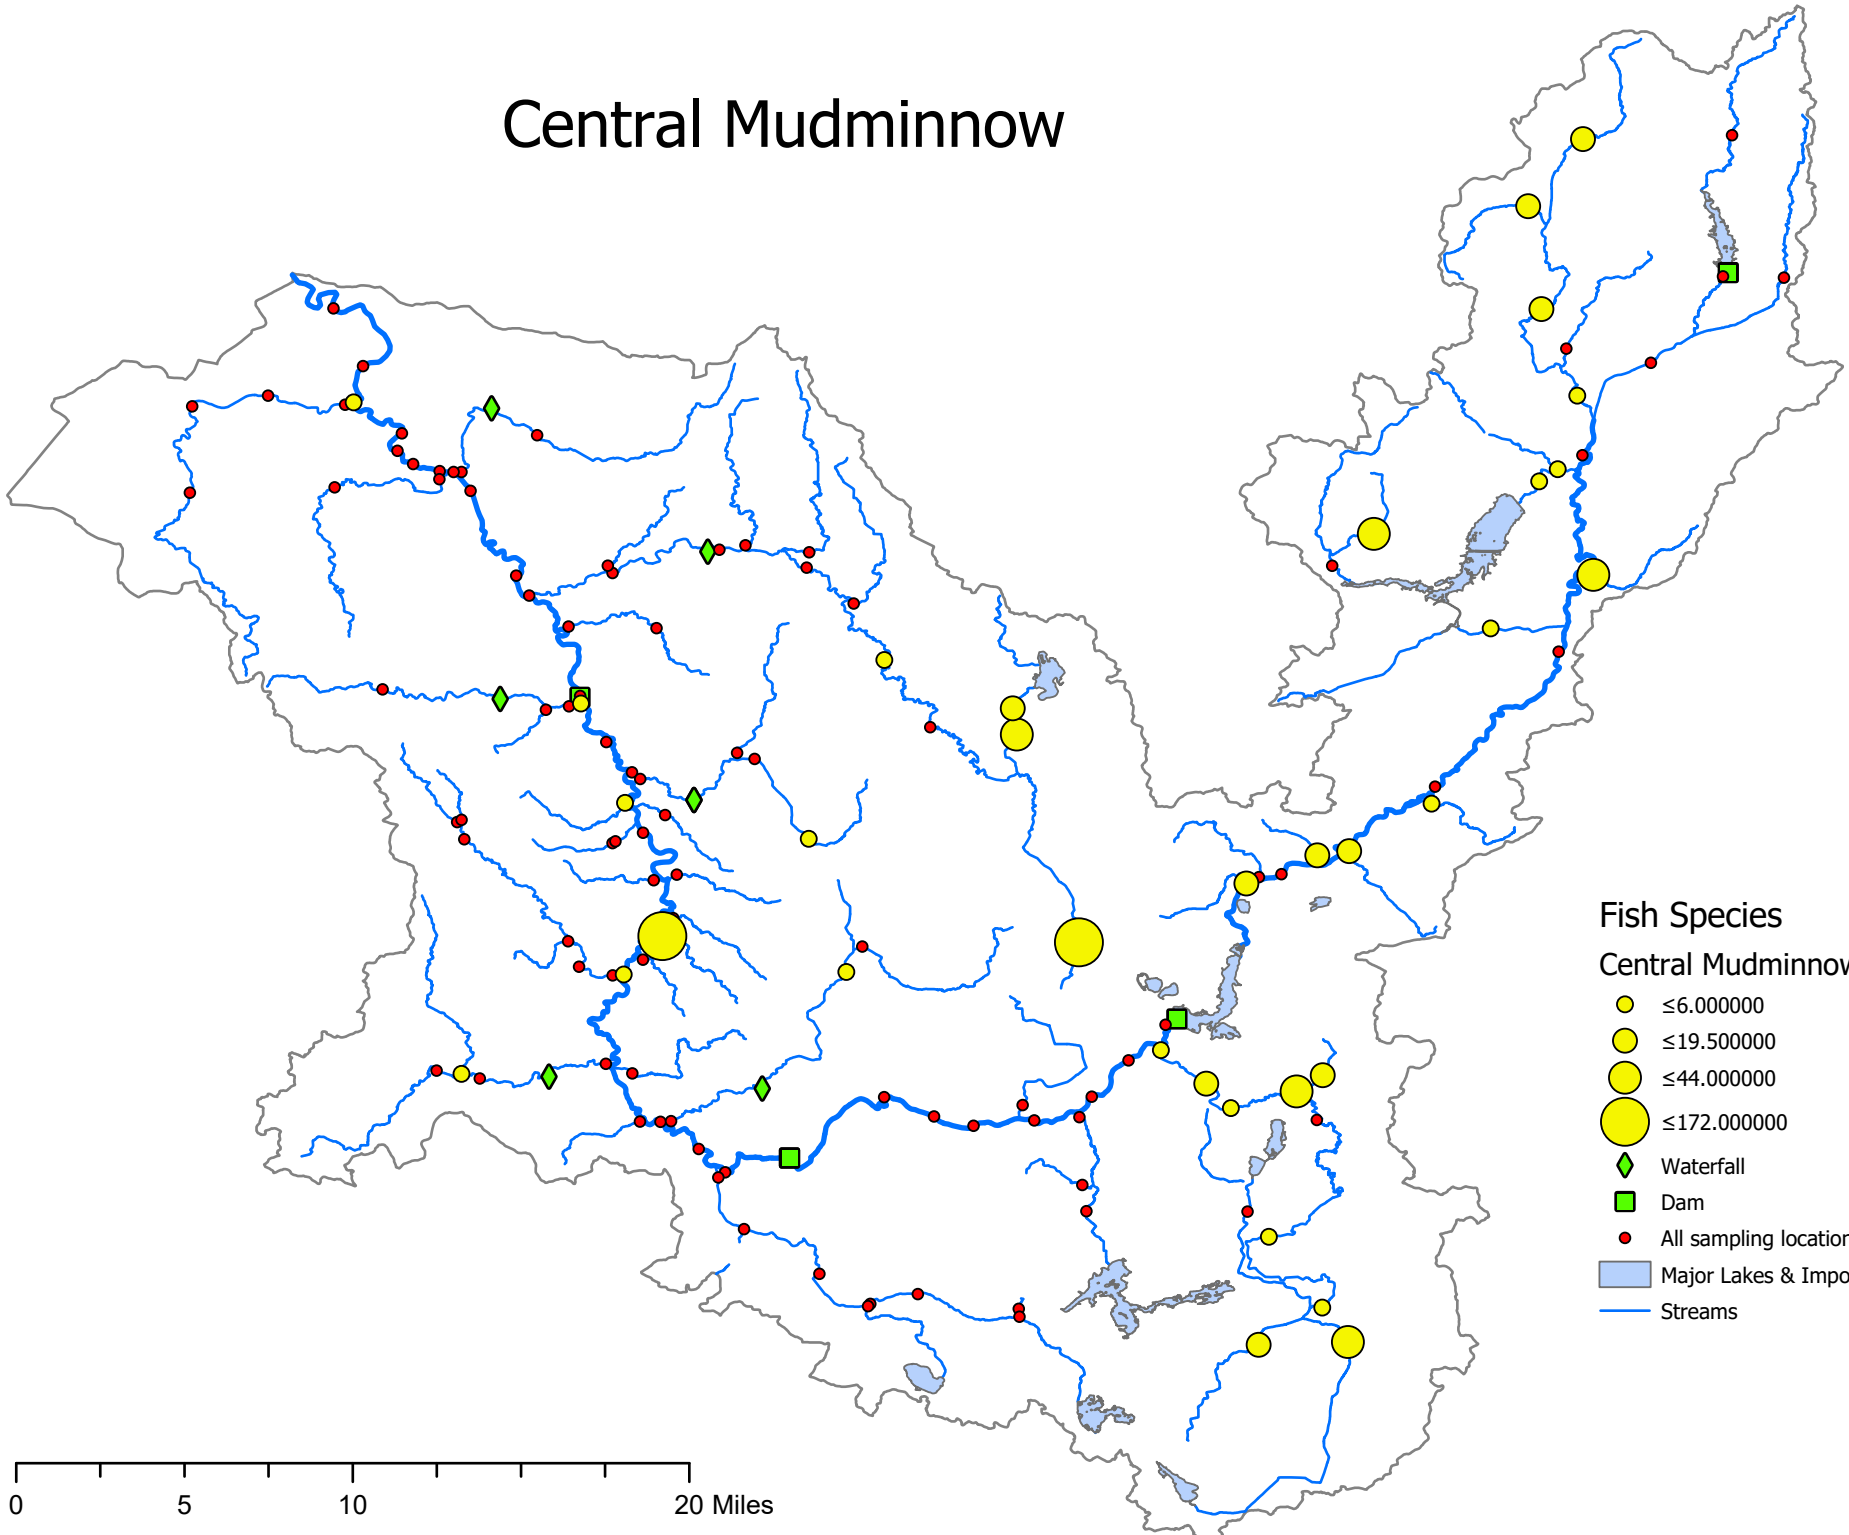 Central Mudminnow
Fish Species
Central Mudminnow
≤6.000000
≤19.500000
≤44.000000
≤172.000000
Waterfall
Dam
All sampling location
Major Lakes & Impo
Streams
0 5 10 20 Miles